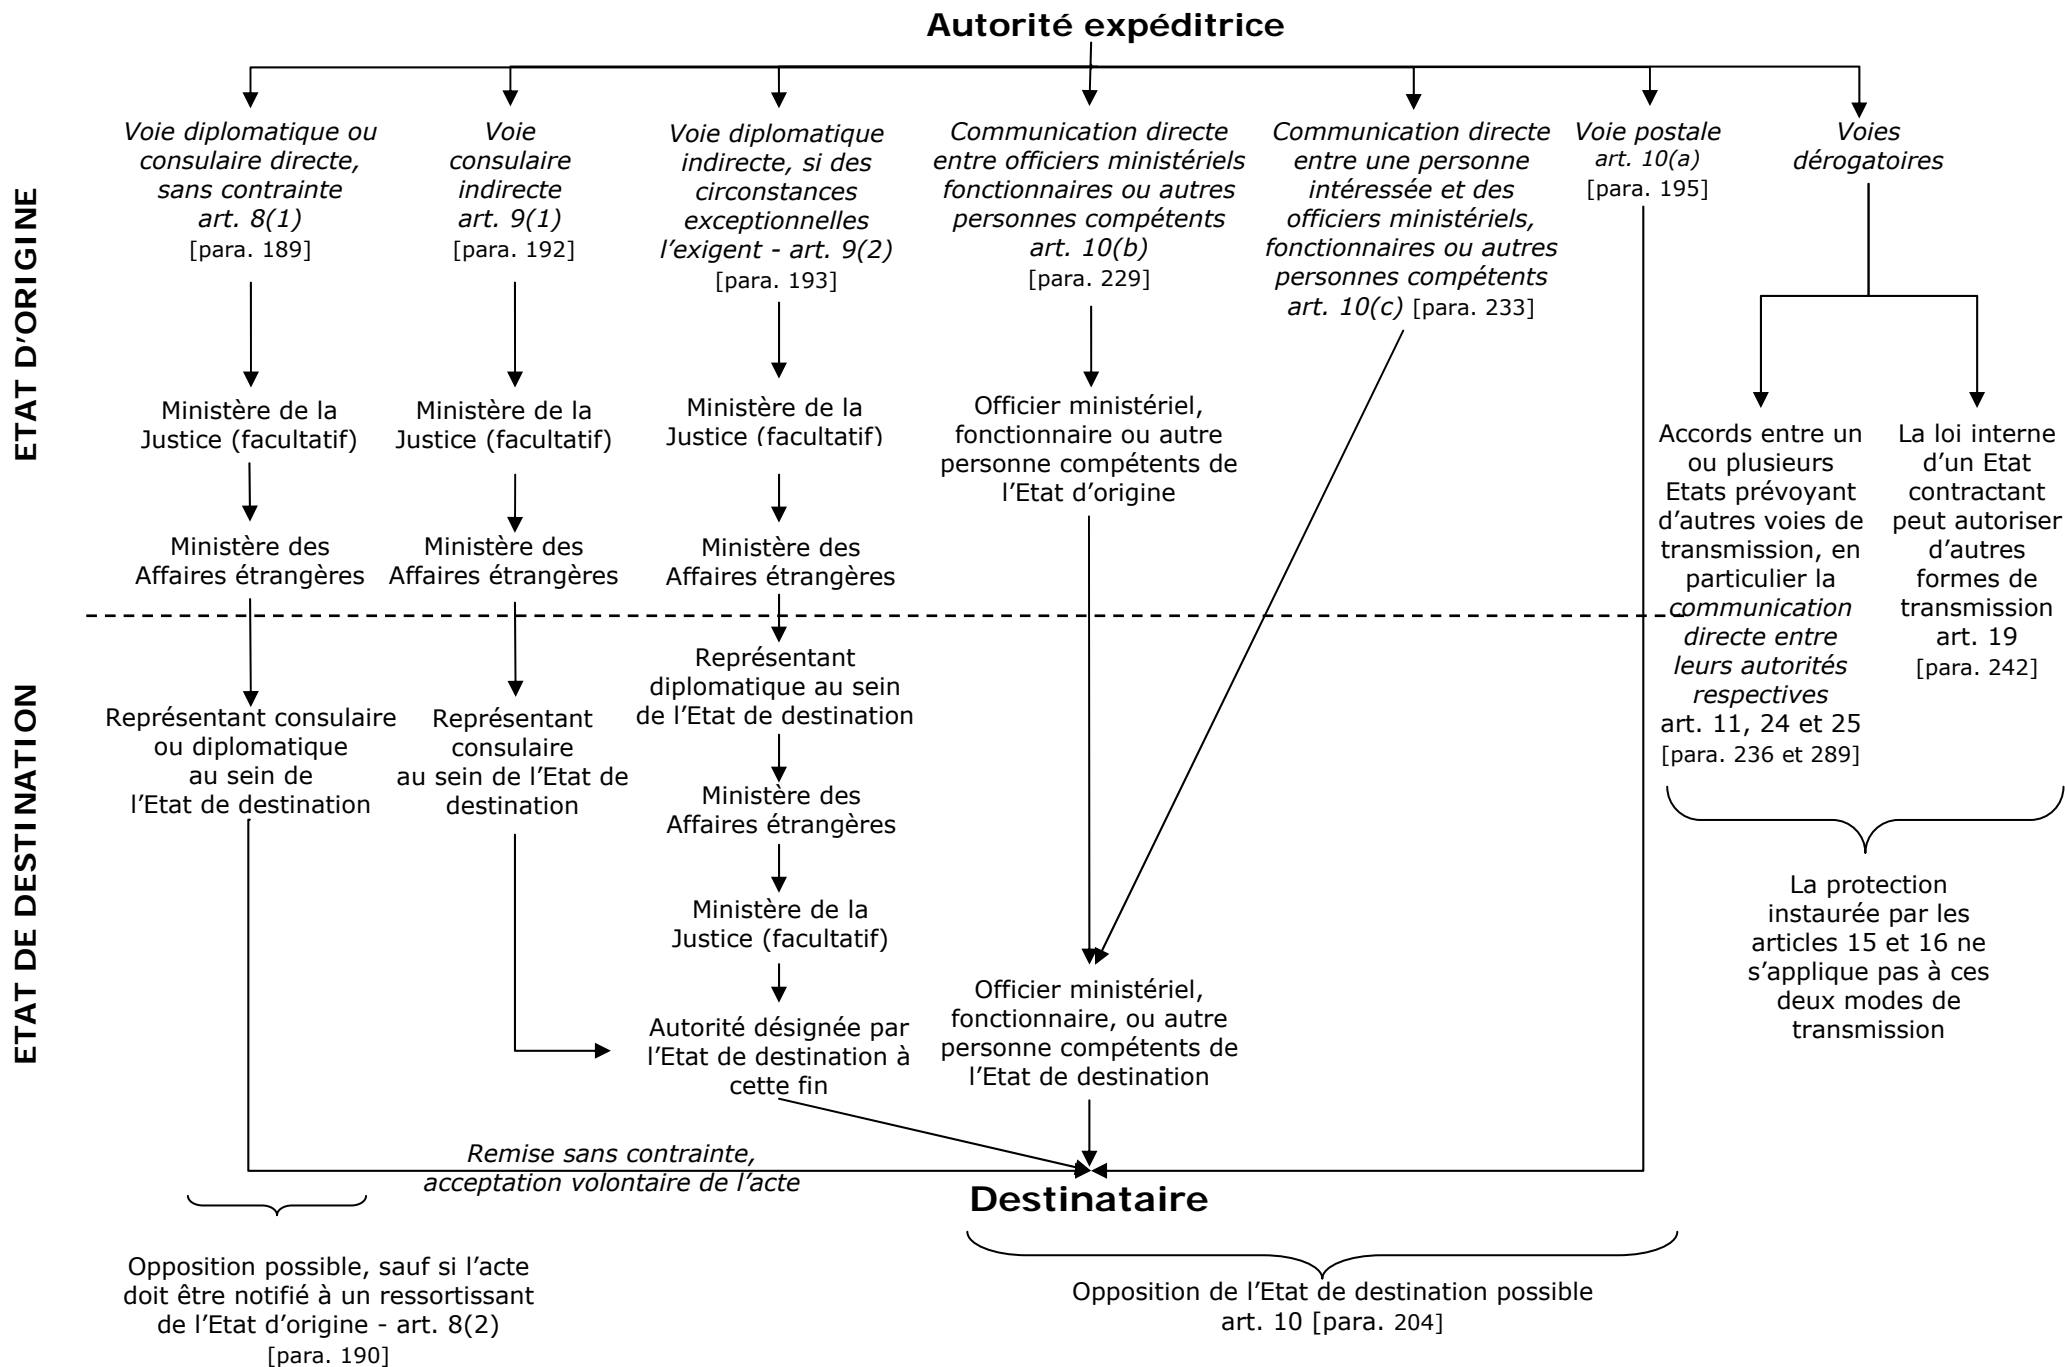 Autorité expéditrice
ETAT D'ORIGINE
ETAT DE DESTINATION
Voie diplomatique ou
consulaire directe,
sans contrainte
art. 8(1)
[para. 189]
Ministère de la
Justice (facultatif)
Ministère des
Affaires étrangères
Représentant consulaire
ou diplomatique
au sein de
l'Etat de destination
Voie
consulaire
indirecte
art. 9(1)
[para. 192]
Ministère de la
Justice (facultatif)
Ministère des
Affaires étrangères
Représentant
consulaire
au sein de l'Etat de
destination
Voie diplomatique
indirecte, si des
circonstances
exceptionnelles
l'exigent - art. 9(2)
[para. 193]
Ministère de la
Justice (facultatif)
Ministère des
Affaires étrangères
Représentant
diplomatique au sein
de l'Etat de destination
Ministère des
Affaires étrangères
Ministère de la
Justice (facultatif)
Autorité désignée par
l'Etat de destination à
cette fin
Communication directe
entre officiers ministériels
fonctionnaires ou autres
personnes compétents
art. 10(b)
[para. 229]
Officier ministériel,
fonctionnaire ou autre
personne compétents de
l'Etat d'origine
Officier ministériel,
fonctionnaire, ou autre
personne compétents de
l'Etat de destination
Communication directe
entre une personne
intéressée et des
officiers ministériels,
fonctionnaires ou autres
personnes compétents
art. 10(c) [para. 233]
Voie postale
art. 10(a)
[para. 195]
Voies
dérogatoires
Accords entre un
ou plusieurs
Etats prévoyant
d'autres voies de
transmission, en
particulier la
communication
directe entre
leurs autorités
respectives
art. 11, 24 et 25
[para. 236 et 289]
La loi interne
d'un Etat
contractant
peut autoriser
d'autres
formes de
transmission
art. 19
[para. 242]
La protection
instaurée par les
articles 15 et 16 ne
s'applique pas à ces
deux modes de
transmission
Remise sans contrainte,
acceptation volontaire de l'acte
Destinataire
Opposition possible, sauf si l'acte
doit être notifié à un ressortissant
de l'Etat d'origine - art. 8(2)
[para. 190]
Opposition de l'Etat de destination possible
art. 10 [para. 204]